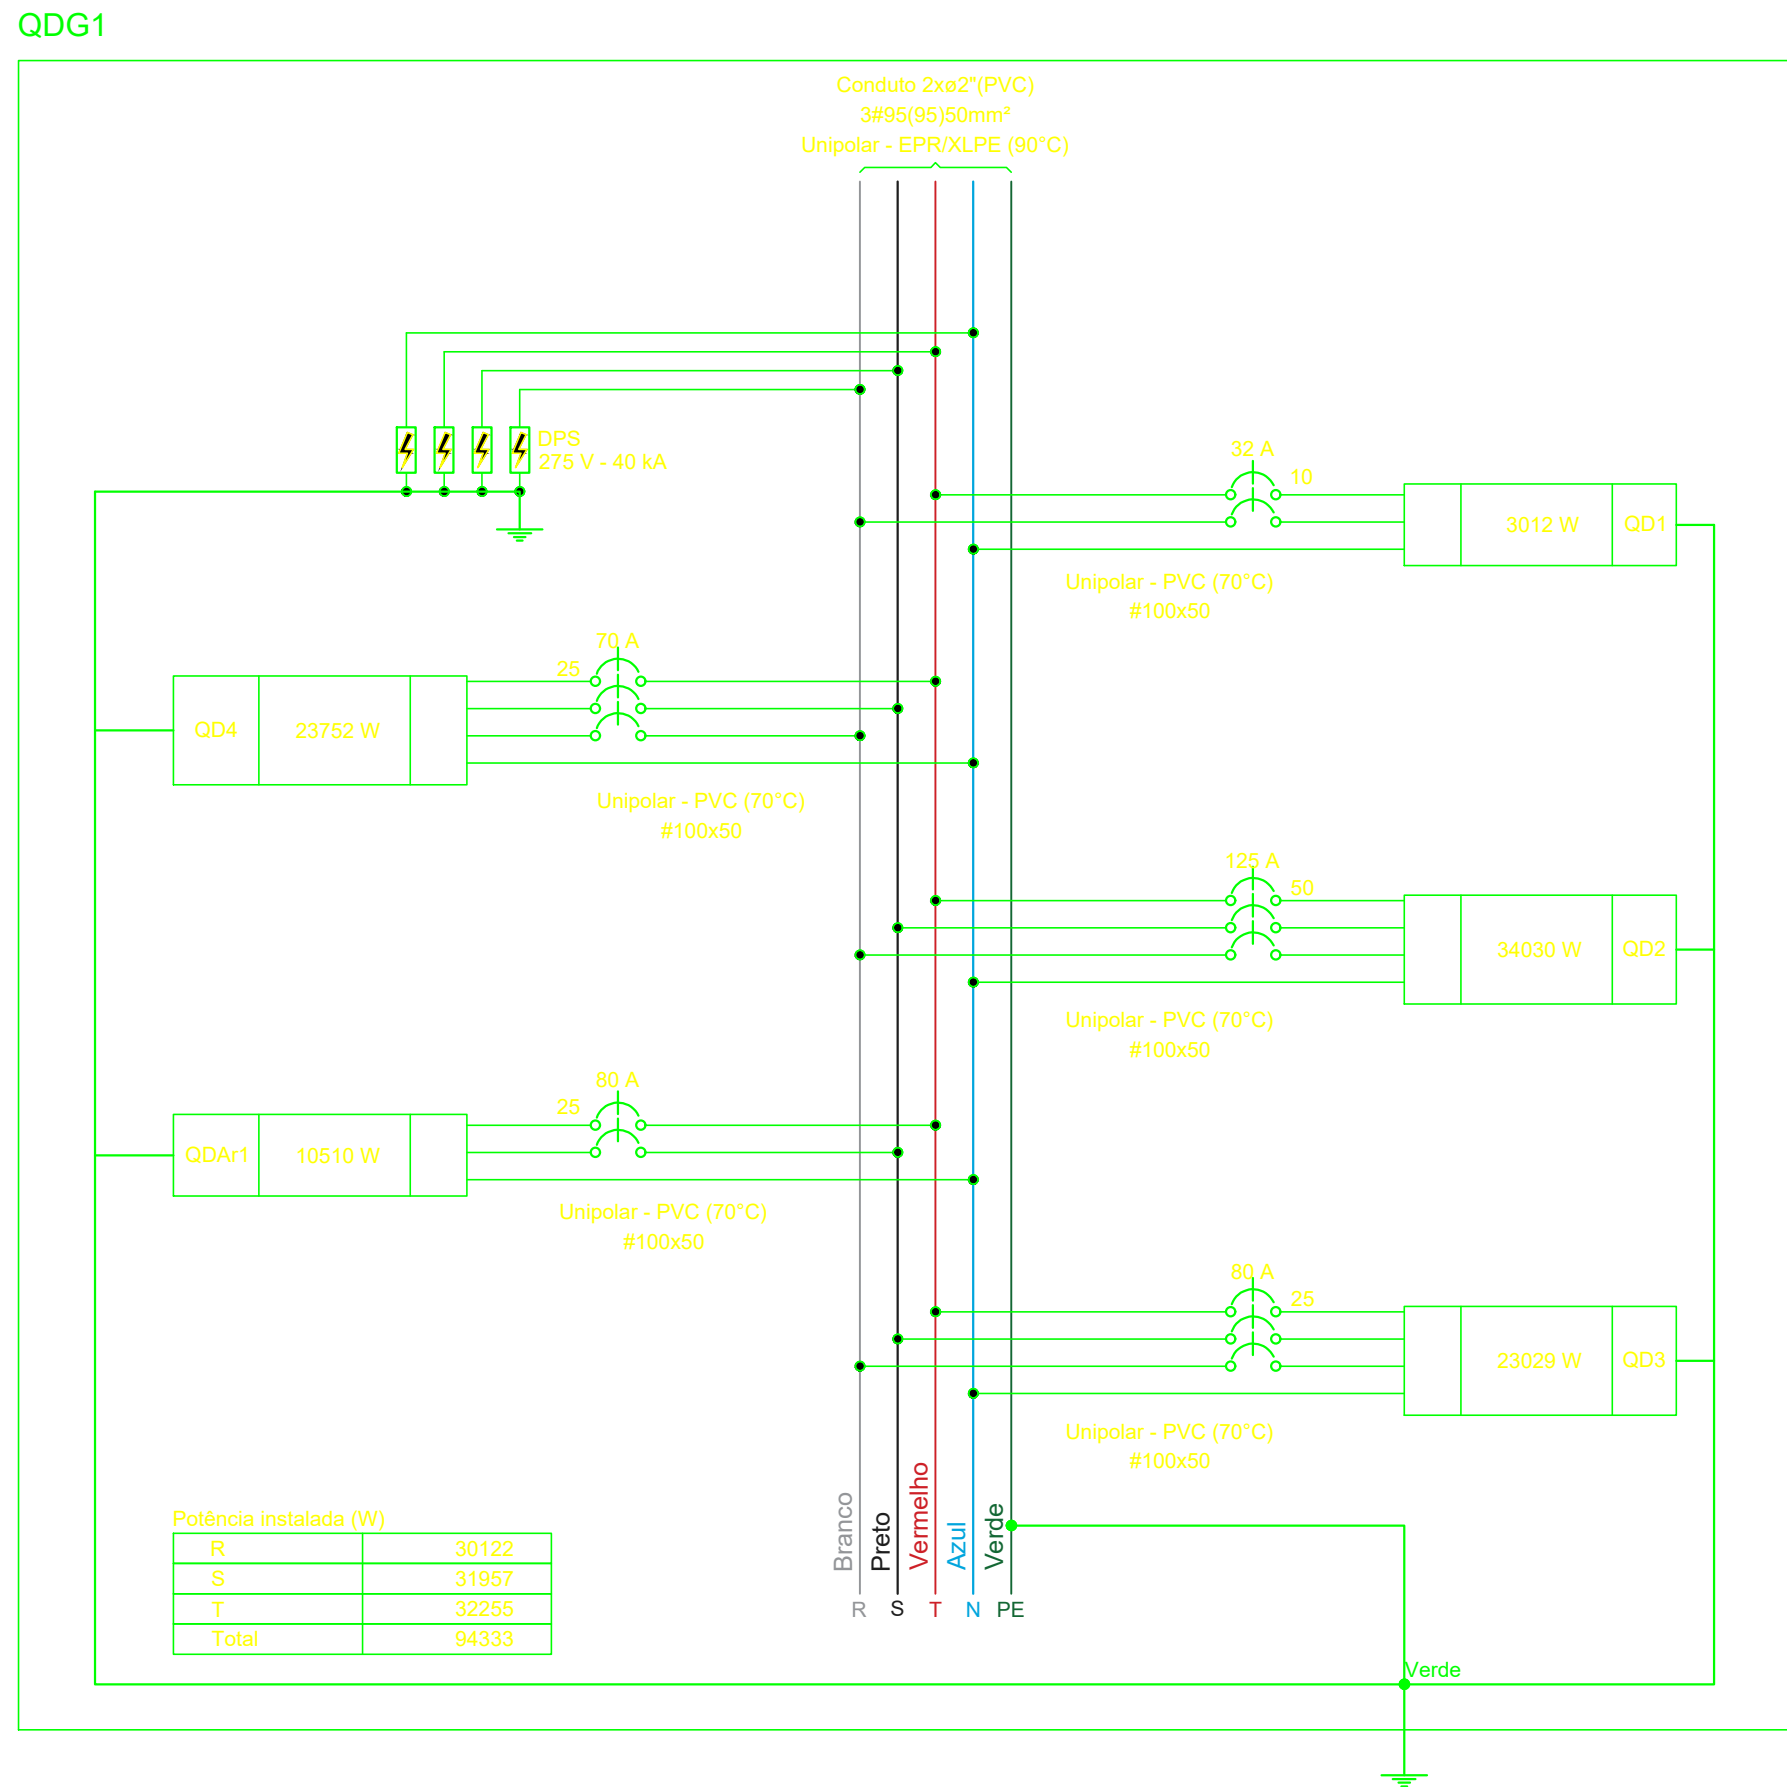 QDG1
Conduto 2xø2"(PVC)
3#95(95)50mm²
Unipolar - EPR/XLPE (90°C)
DPS
275 V - 40 kA
32 A
10
3012 W
QD1
Unipolar - PVC (70°C)
#100x50
70 A
25
QD4
23752 W
Unipolar - PVC (70°C)
#100x50
125 A
50
34030 W
QD2
Unipolar - PVC (70°C)
#100x50
80 A
25
QDAr1
10510 W
Unipolar - PVC (70°C)
#100x50
80 A
25
23029 W
QD3
Unipolar - PVC (70°C)
#100x50
Branco
Preto
Vermelho
Azul
Verde
R S T N PE
Potência instalada (W)
R 30122
S 31957
T 32255
Total 94333
Verde